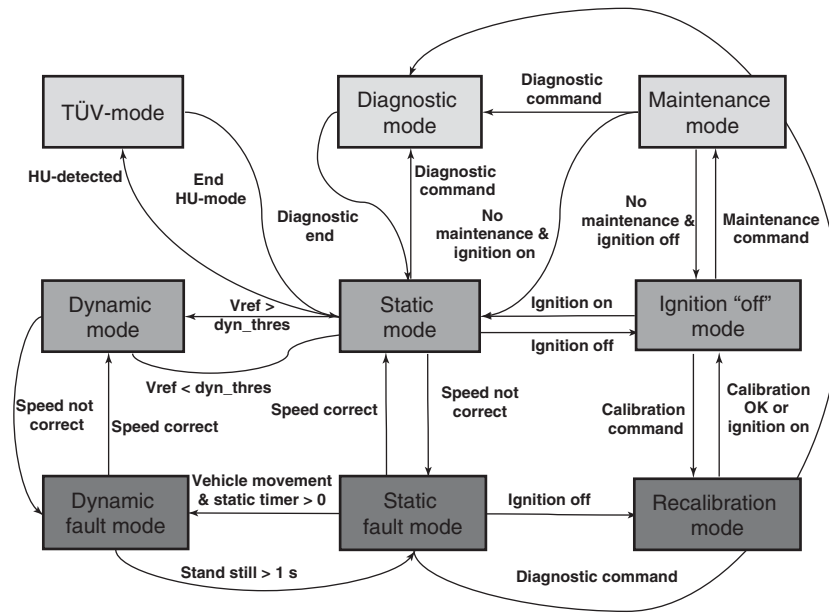 TÜV-mode
Diagnostic
mode
Diagnostic
command
Maintenance
mode
HU-detected
End
HU-mode
Diagnostic
end
Diagnostic
command
No
maintenance &
ignition on
No
maintenance &
ignition off
Maintenance
command
Dynamic
mode
Vref >
dyn_thres
Static
mode
Ignition on
Ignition off
Ignition “off”
mode
Vref < dyn_thres
Speed not
correct
Speed correct
Speed correct
Speed not
correct
Calibration
command
Calibration
OK or
ignition on
Dynamic
fault mode
Vehicle movement
& static timer > 0
Static
fault mode
Ignition off
Recalibration
mode
Stand still > 1 s
Diagnostic command